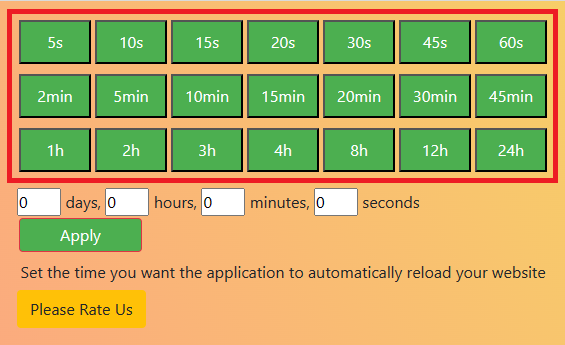 5s 10s 15s 20s 30s 45s 60s
2min 5min 10min 15min 20min 30min 45min
1h 2h 3h 4h 8h 12h 24h
0 days, 0 hours, 0 minutes, 0 seconds
Apply
Set the time you want the application to automatically reload your website
Please Rate Us